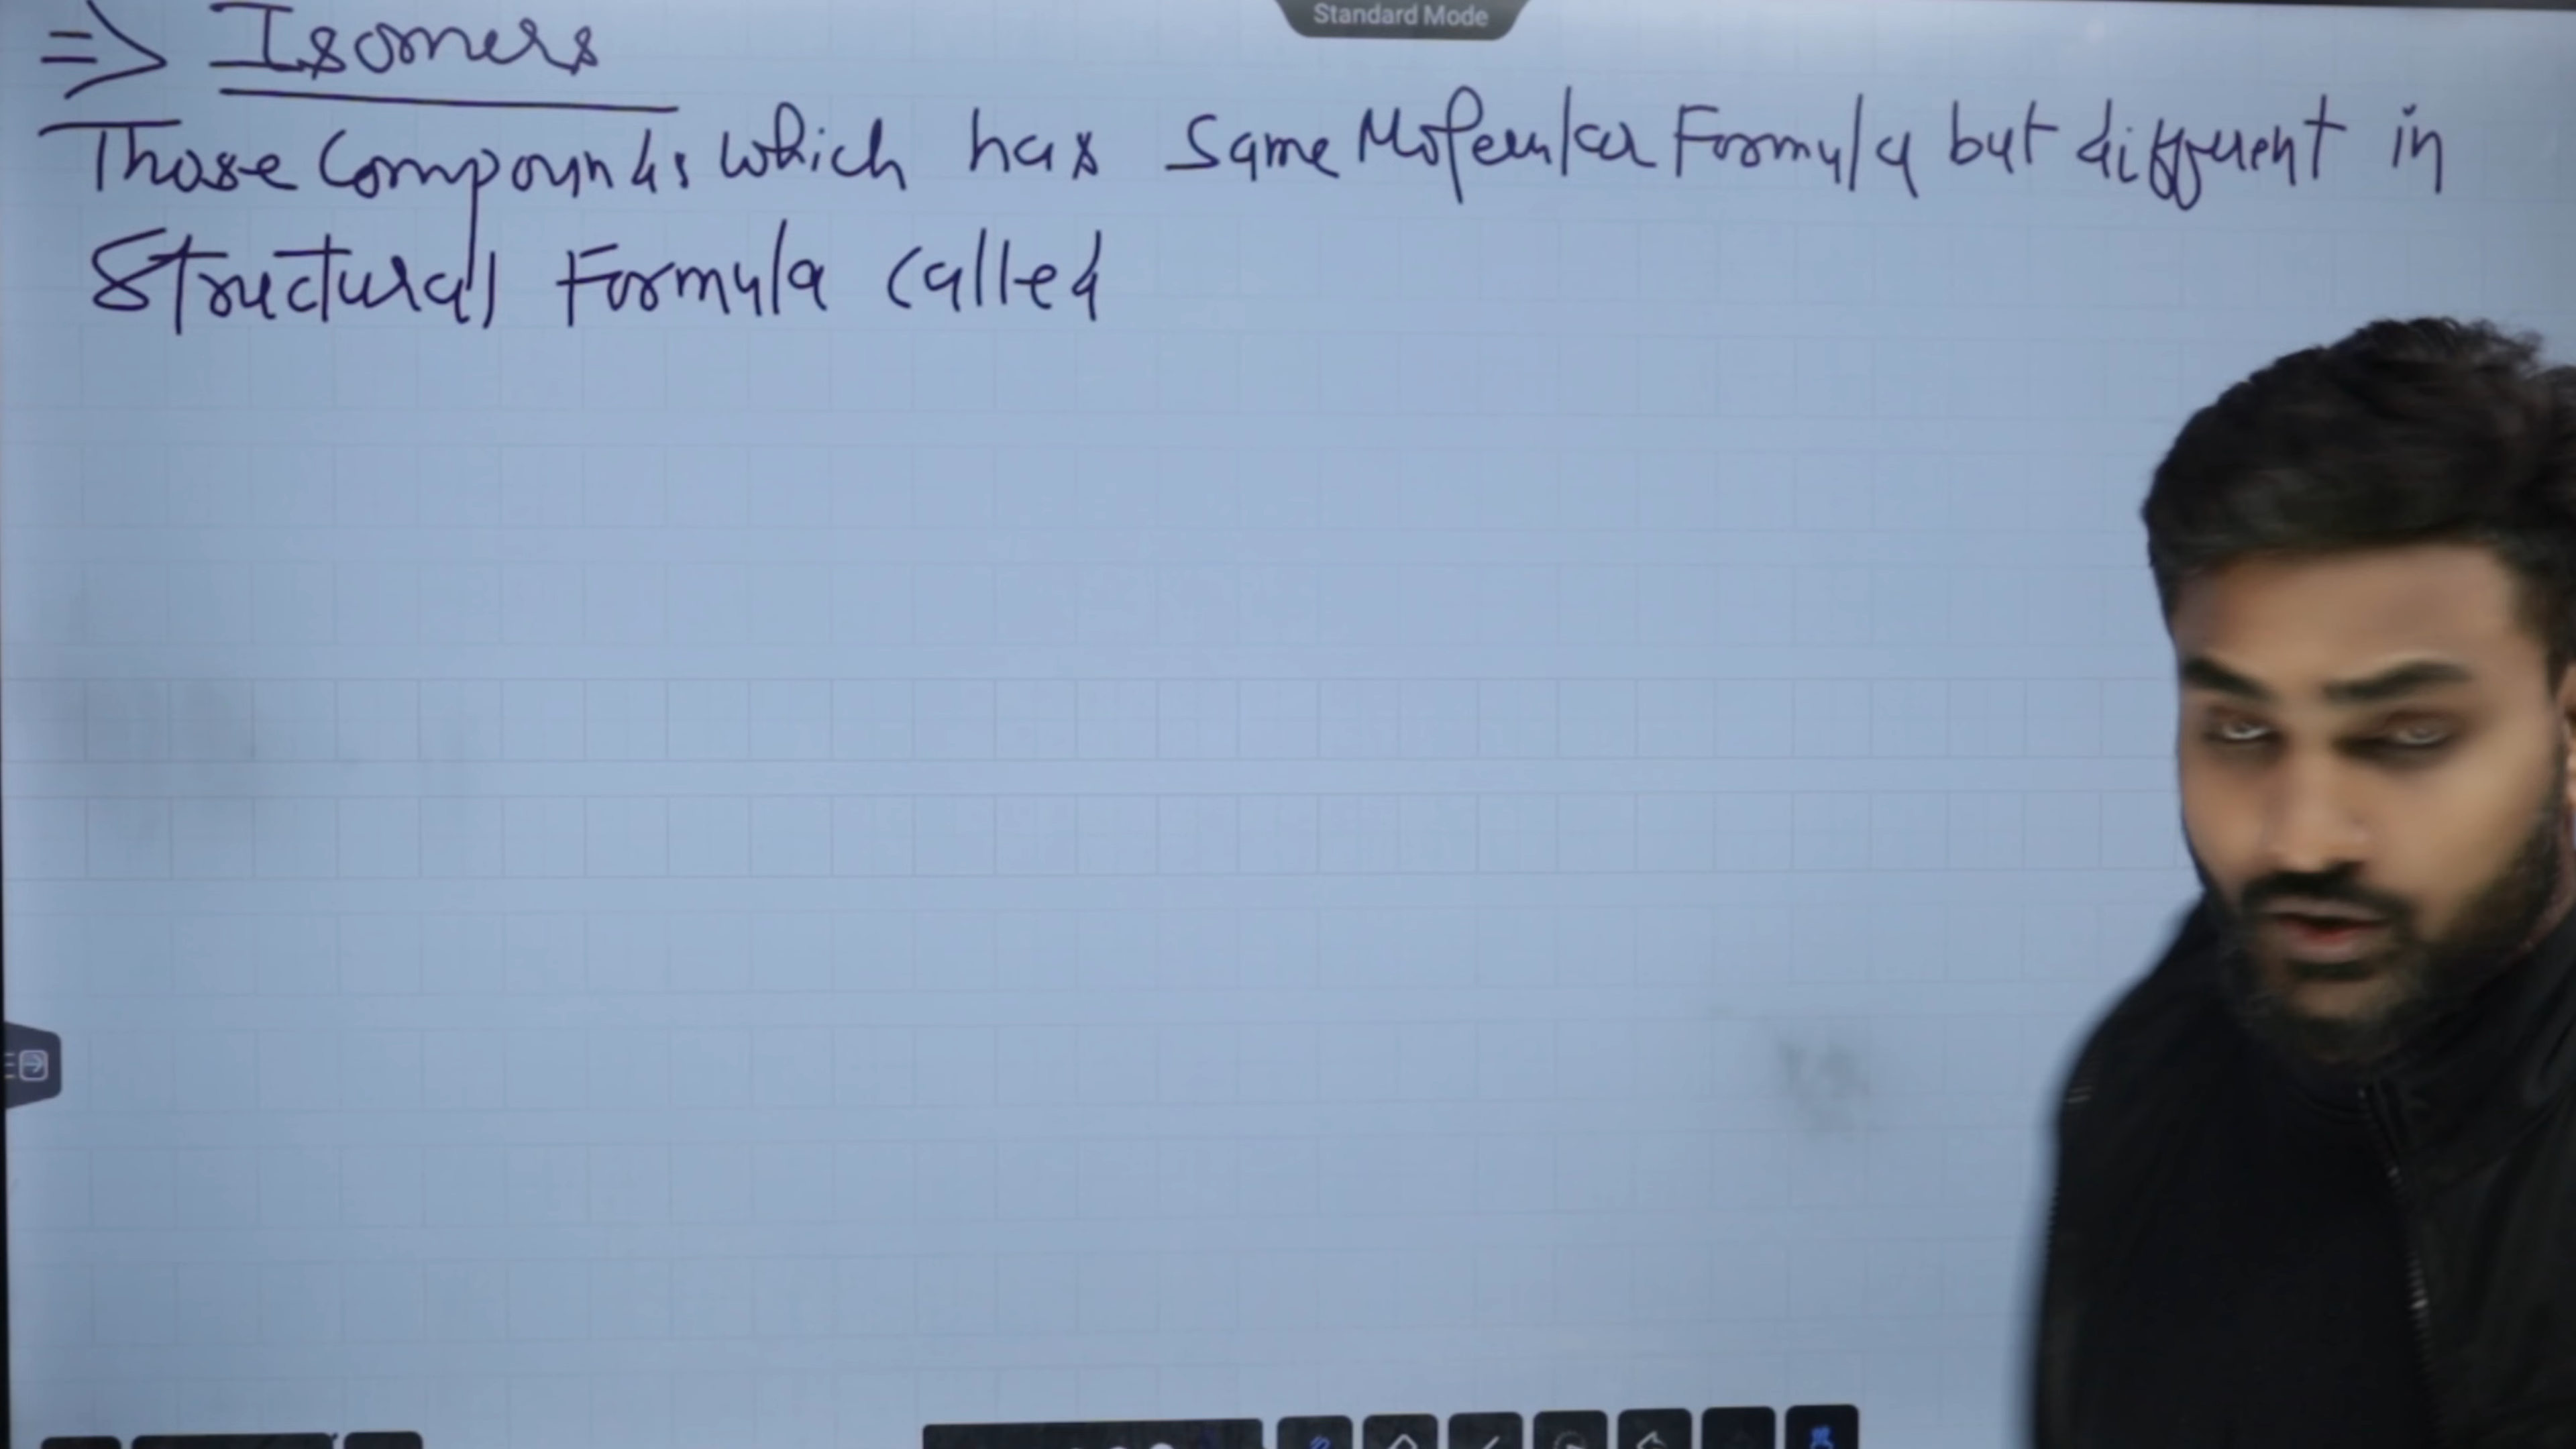 Standard Mode
=> Isomers
Those Compounds which has Same Molecular Formula but different in
Structural Formula called